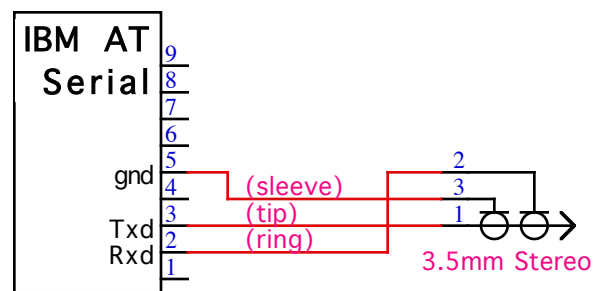 IBM AT
Serial
9
8
7
6
5
gnd
4
3
Txd
2
Rxd
1
(sleeve)
(tip)
(ring)
2
3
1
3.5mm Stereo